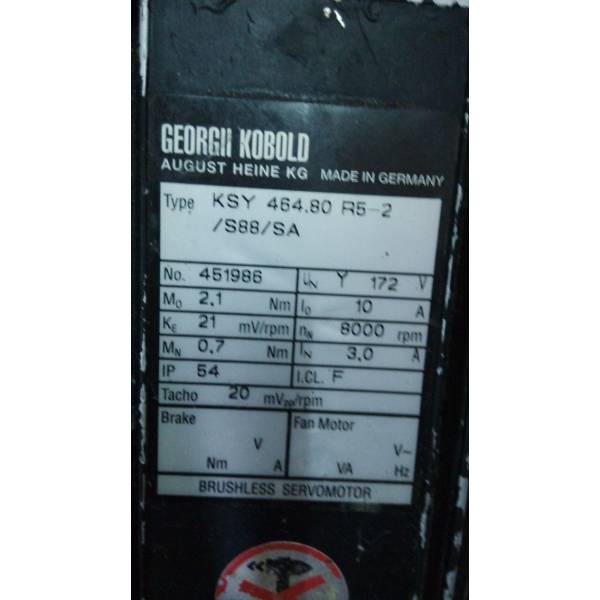 GEORGII KOBOLD
AUGUST HEINE KG MADE IN GERMANY
Type KSY 464.80 R5-2
/S88/SA
No. 451986 UN Y 172 V
Mo 2.1 Nm Io 10 A
KE 21 mV/rpm nN 8000 rpm
MN 0.7 Nm IN 3.0 A
IP 54 I.CL. F
Tacho 20 mVpp/rpm
Brake Fan Motor
V V~
Nm A VA Hz
BRUSHLESS SERVOMOTOR